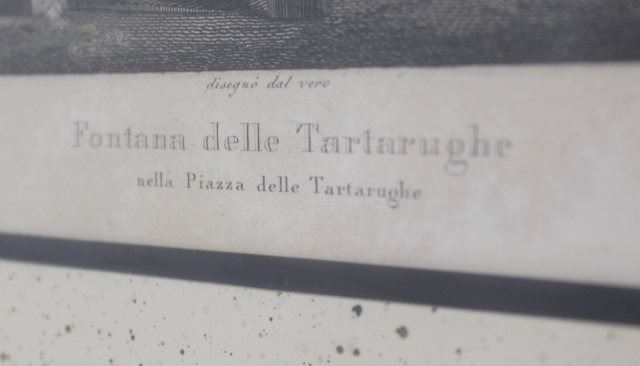 disegnò dal vero
Fontana delle Tartarughe
nella Piazza delle Tartarughe